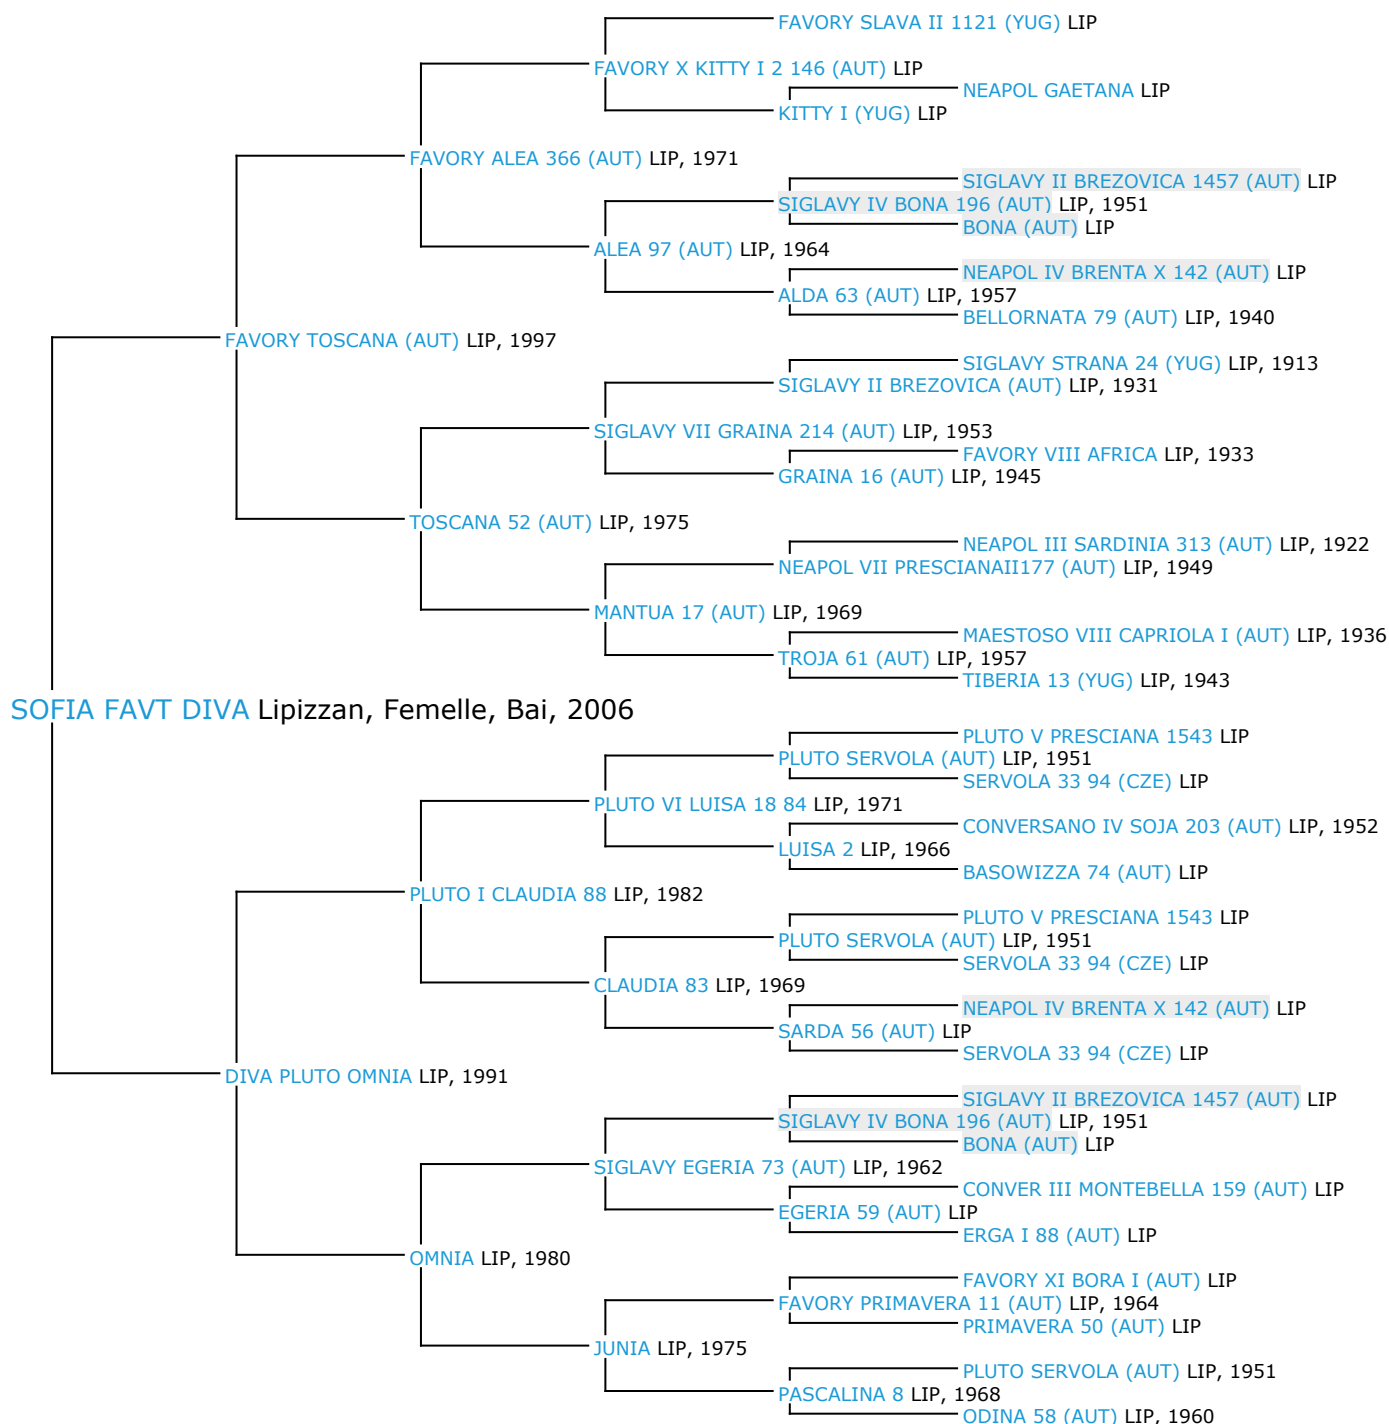 FAVORY SLAVA II 1121 (YUG) LIP
FAVORY X KITTY I 2 146 (AUT) LIP
NEAPOL GAETANA LIP
KITTY I (YUG) LIP
FAVORY ALEA 366 (AUT) LIP, 1971
SIGLAVY II BREZOVICA 1457 (AUT) LIP
SIGLAVY IV BONA 196 (AUT) LIP, 1951
BONA (AUT) LIP
ALEA 97 (AUT) LIP, 1964
NEAPOL IV BRENTA X 142 (AUT) LIP
ALDA 63 (AUT) LIP, 1957
BELLORNATA 79 (AUT) LIP, 1940
FAVORY TOSCANA (AUT) LIP, 1997
SIGLAVY STRANA 24 (YUG) LIP, 1913
SIGLAVY II BREZOVICA (AUT) LIP, 1931
SIGLAVY VII GRAINA 214 (AUT) LIP, 1953
FAVORY VIII AFRICA LIP, 1933
GRAINA 16 (AUT) LIP, 1945
TOSCANA 52 (AUT) LIP, 1975
NEAPOL III SARDINIA 313 (AUT) LIP, 1922
NEAPOL VII PRESCIANAII177 (AUT) LIP, 1949
MANTUA 17 (AUT) LIP, 1969
MAESTOSO VIII CAPRIOLA I (AUT) LIP, 1936
TROJA 61 (AUT) LIP, 1957
TIBERIA 13 (YUG) LIP, 1943
SOFIA FAVT DIVA Lipizzan, Femelle, Bai, 2006
PLUTO V PRESCIANA 1543 LIP
PLUTO SERVOLA (AUT) LIP, 1951
SERVOLA 33 94 (CZE) LIP
PLUTO VI LUISA 18 84 LIP, 1971
CONVERSANO IV SOJA 203 (AUT) LIP, 1952
LUISA 2 LIP, 1966
BASOWIZZA 74 (AUT) LIP
PLUTO I CLAUDIA 88 LIP, 1982
PLUTO V PRESCIANA 1543 LIP
PLUTO SERVOLA (AUT) LIP, 1951
SERVOLA 33 94 (CZE) LIP
CLAUDIA 83 LIP, 1969
NEAPOL IV BRENTA X 142 (AUT) LIP
SARDA 56 (AUT) LIP
SERVOLA 33 94 (CZE) LIP
DIVA PLUTO OMNIA LIP, 1991
SIGLAVY II BREZOVICA 1457 (AUT) LIP
SIGLAVY IV BONA 196 (AUT) LIP, 1951
BONA (AUT) LIP
SIGLAVY EGERIA 73 (AUT) LIP, 1962
CONVER III MONTEBELLA 159 (AUT) LIP
EGERIA 59 (AUT) LIP
ERGA I 88 (AUT) LIP
OMNIA LIP, 1980
FAVORY XI BORA I (AUT) LIP
FAVORY PRIMAVERA 11 (AUT) LIP, 1964
PRIMAVERA 50 (AUT) LIP
JUNIA LIP, 1975
PLUTO SERVOLA (AUT) LIP, 1951
PASCALINA 8 LIP, 1968
ODINA 58 (AUT) LIP, 1960